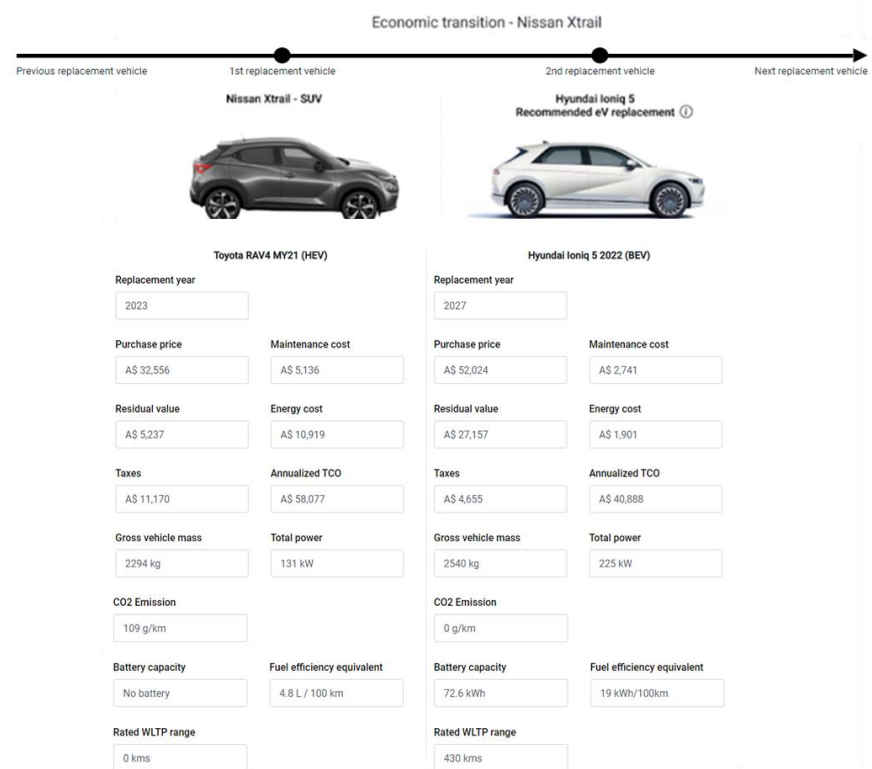 Economic transition - Nissan Xtrail
Previous replacement vehicle 1st replacement vehicle 2nd replacement vehicle Next replacement vehicle
Nissan Xtrail - SUV Hyundai Ioniq 5
Recommended eV replacement ⓘ
Toyota RAV4 MY21 (HEV) Hyundai Ioniq 5 2022 (BEV)
Replacement year Replacement year
2023 2027
Purchase price Maintenance cost Purchase price Maintenance cost
A$ 32,556 A$ 5,136 A$ 52,024 A$ 2,741
Residual value Energy cost Residual value Energy cost
A$ 5,237 A$ 10,919 A$ 27,157 A$ 1,901
Taxes Annualized TCO Taxes Annualized TCO
A$ 11,170 A$ 58,077 A$ 4,655 A$ 40,888
Gross vehicle mass Total power Gross vehicle mass Total power
2294 kg 131 kW 2540 kg 225 kW
CO2 Emission CO2 Emission
109 g/km 0 g/km
Battery capacity Fuel efficiency equivalent Battery capacity Fuel efficiency equivalent
No battery 4.8 L / 100 km 72.6 kWh 19 kWh/100km
Rated WLTP range Rated WLTP range
0 kms 430 kms